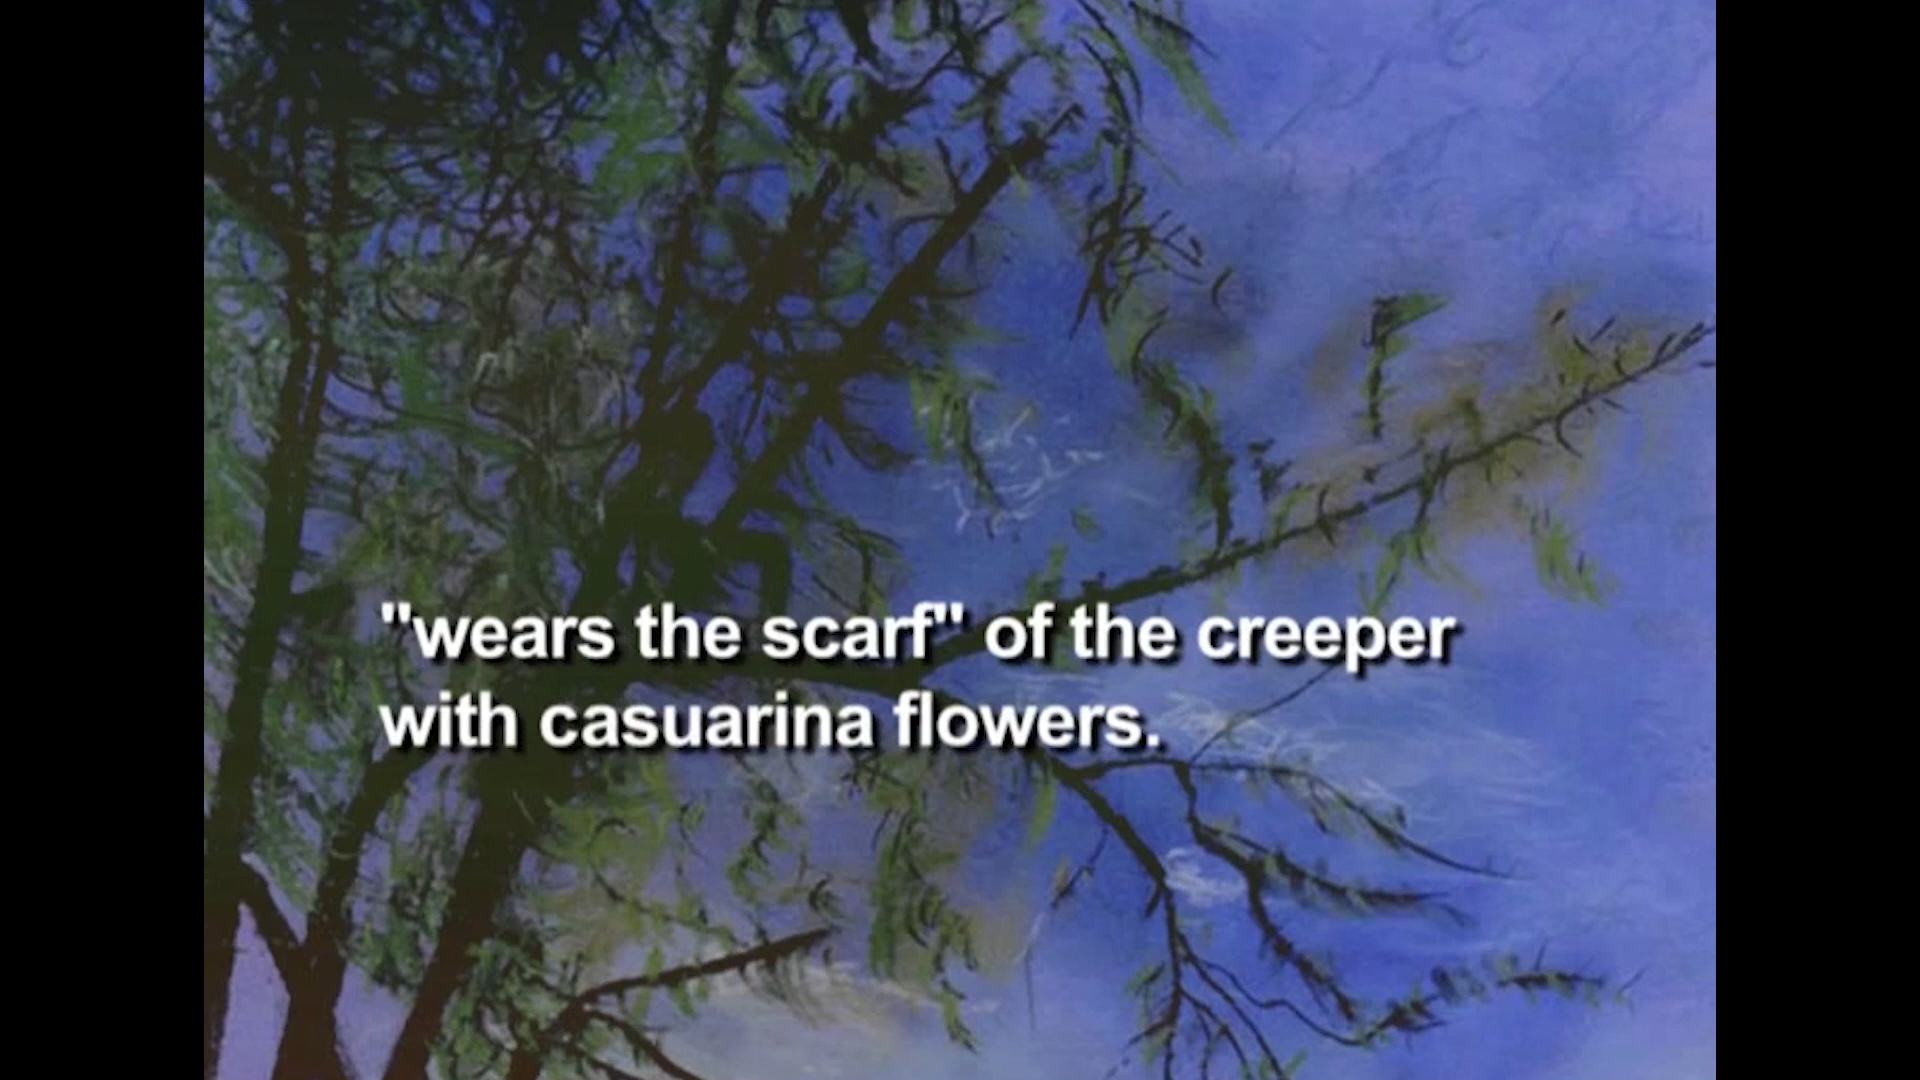 "wears the scarf" of the creeper
with casuarina flowers.